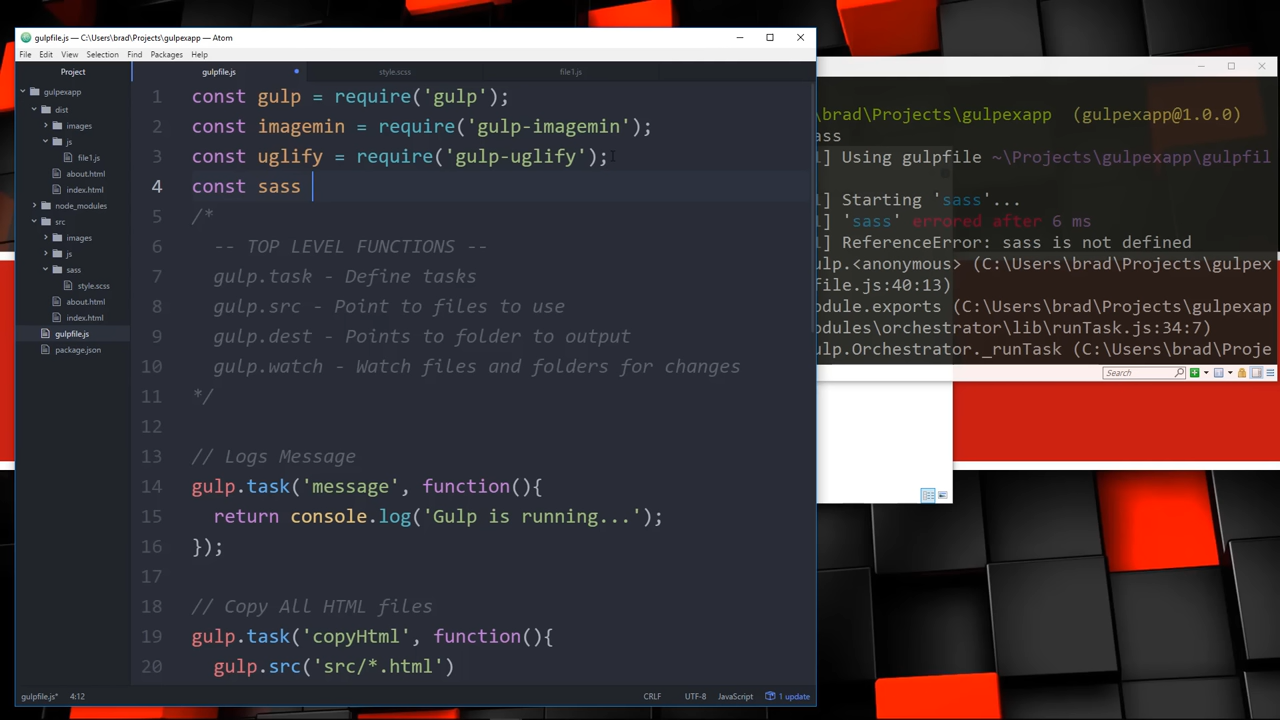 gulpfile.js — C:\Users\brad\Projects\gulpexapp — Atom
File Edit View Selection Find Packages Help
Project
gulpfile.js
style.scss
file1.js
gulpexapp
dist
images
js
file1.js
about.html
index.html
node_modules
src
images
js
sass
style.scss
about.html
index.html
gulpfile.js
package.json
1 const gulp = require('gulp');
2 const imagemin = require('gulp-imagemin');
3 const uglify = require('gulp-uglify');
4 const sass
5 /*
6 -- TOP LEVEL FUNCTIONS --
7 gulp.task - Define tasks
8 gulp.src - Point to files to use
9 gulp.dest - Points to folder to output
10 gulp.watch - Watch files and folders for changes
11 */
12
13 // Logs Message
14 gulp.task('message', function(){
15 return console.log('Gulp is running...');
16 });
17
18 // Copy All HTML files
19 gulp.task('copyHtml', function(){
20 gulp.src('src/*.html')
gulpfile.js* 4:12
CRLF UTF-8 JavaScript 1 update
brad\Projects\gulpexapp (gulpexapp@1.0.0)
ass
] Using gulpfile ~\Projects\gulpexapp\gulpfil
] Starting 'sass'...
] 'sass' errored after 6 ms
] ReferenceError: sass is not defined
ulp.<anonymous> (C:\Users\brad\Projects\gulpex
file.js:40:13)
odule.exports (C:\Users\brad\Projects\gulpexap
odules\orchestrator\lib\runTask.js:34:7)
ulp.Orchestrator._runTask (C:\Users\brad\Proje
Search